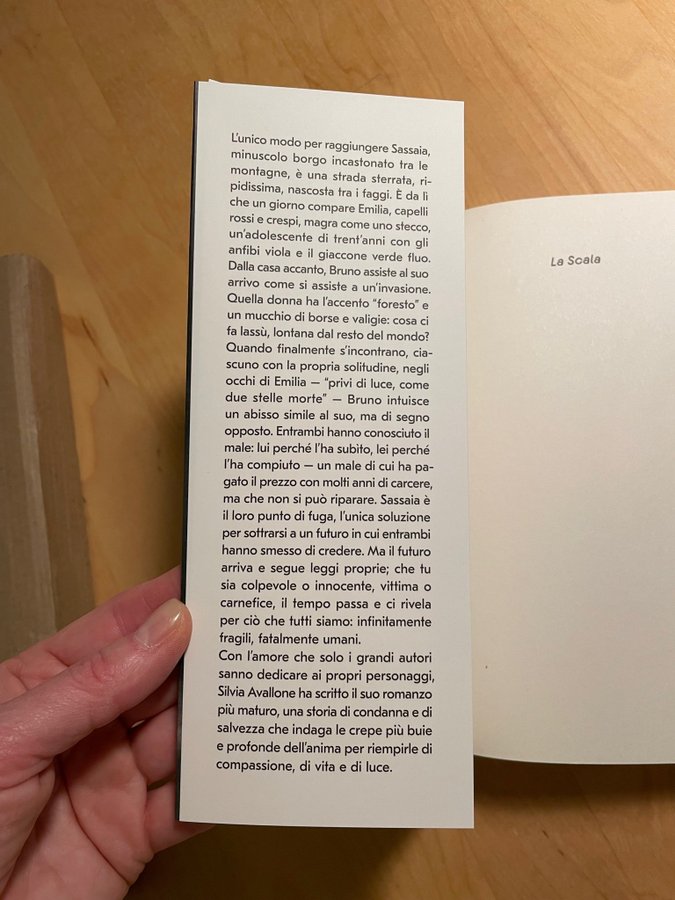 L'unico modo per raggiungere Sassaia,
minuscolo borgo incastonato tra le
montagne, è una strada sterrata, ri-
pidissima, nascosta tra i faggi. È da lì
che un giorno compare Emilia, capelli
rossi e crespi, magra come uno stecco,
un'adolescente di trent'anni con gli
anfibi viola e il giaccone verde fluo.
Dalla casa accanto, Bruno assiste al suo
arrivo come si assiste a un'invasione.
Quella donna ha l'accento "foresto" e
un mucchio di borse e valigie: cosa ci
fa lassù, lontana dal resto del mondo?
Quando finalmente s'incontrano, cia-
scuno con la propria solitudine, negli
occhi di Emilia – "privi di luce, come
due stelle morte" – Bruno intuisce
un abisso simile al suo, ma di segno
opposto. Entrambi hanno conosciuto il
male: lui perché l'ha subìto, lei perché
l'ha compiuto – un male di cui ha pa-
gato il prezzo con molti anni di carcere,
ma che non si può riparare. Sassaia è
il loro punto di fuga, l'unica soluzione
per sottrarsi a un futuro in cui entrambi
hanno smesso di credere. Ma il futuro
arriva e segue leggi proprie; che tu
sia colpevole o innocente, vittima o
carnefice, il tempo passa e ci rivela
per ciò che tutti siamo: infinitamente
fragili, fatalmente umani.
Con l'amore che solo i grandi autori
sanno dedicare ai propri personaggi,
Silvia Avallone ha scritto il suo romanzo
più maturo, una storia di condanna e di
salvezza che indaga le crepe più buie
e profonde dell'anima per riempirle di
compassione, di vita e di luce.
La Scala